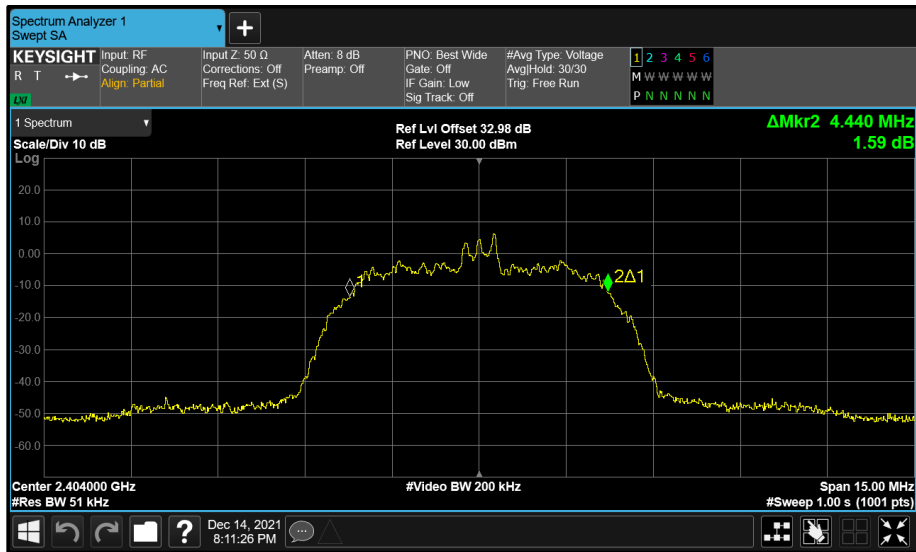 Spectrum Analyzer 1
Swept SA
KEYSIGHT
R T
LXI
Input: RF
Coupling: AC
Align: Partial
Input Z: 50 Ω
Corrections: Off
Freq Ref: Ext (S)
Atten: 8 dB
Preamp: Off
PNO: Best Wide
Gate: Off
IF Gain: Low
Sig Track: Off
#Avg Type: Voltage
Avg|Hold: 30/30
Trig: Free Run
1 2 3 4 5 6
M W W W W W
P N N N N N
1 Spectrum
Scale/Div 10 dB
Ref Lvl Offset 32.98 dB
Ref Level 30.00 dBm
ΔMkr2 4.440 MHz
1.59 dB
Log
20.0
10.0
0.00
-10.0
-20.0
-30.0
-40.0
-50.0
-60.0
1
2Δ1
Center 2.404000 GHz
#Res BW 51 kHz
#Video BW 200 kHz
Span 15.00 MHz
#Sweep 1.00 s (1001 pts)
?
Dec 14, 2021
8:11:26 PM